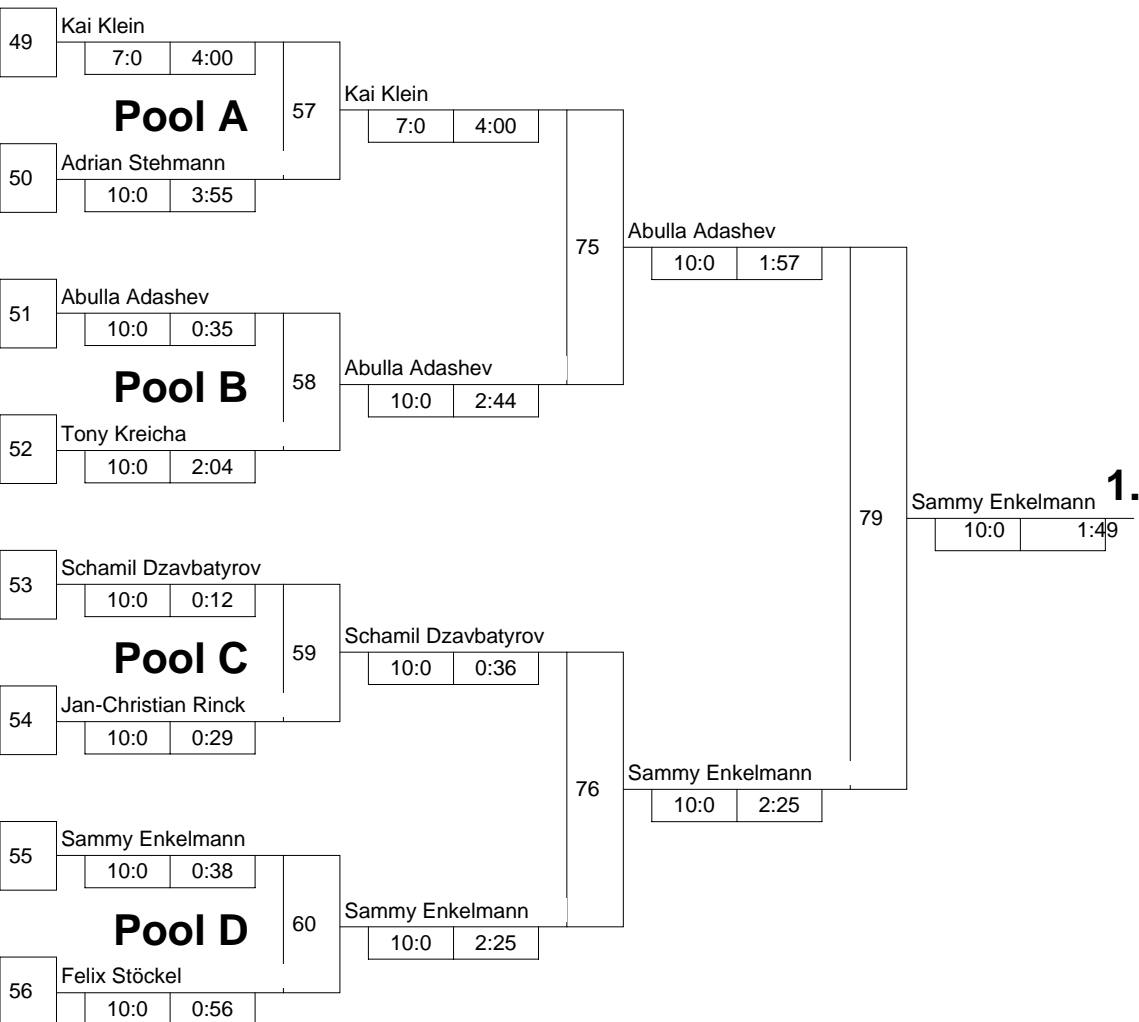 49 Kai Klein
7:0 4:00
Pool A 57 Kai Klein
7:0 4:00
50 Adrian Stehmann
10:0 3:55
75 Abulla Adashev
10:0 1:57
51 Abulla Adashev
10:0 0:35
Pool B 58 Abulla Adashev
10:0 2:44
52 Tony Kreicha
10:0 2:04
79 Sammy Enkelmann 1.
10:0 1:49
53 Schamil Dzavbatyrov
10:0 0:12
Pool C 59 Schamil Dzavbatyrov
10:0 0:36
54 Jan-Christian Rinck
10:0 0:29
76 Sammy Enkelmann
10:0 2:25
55 Sammy Enkelmann
10:0 0:38
Pool D 60 Sammy Enkelmann
10:0 2:25
56 Felix Stöckel
10:0 0:56